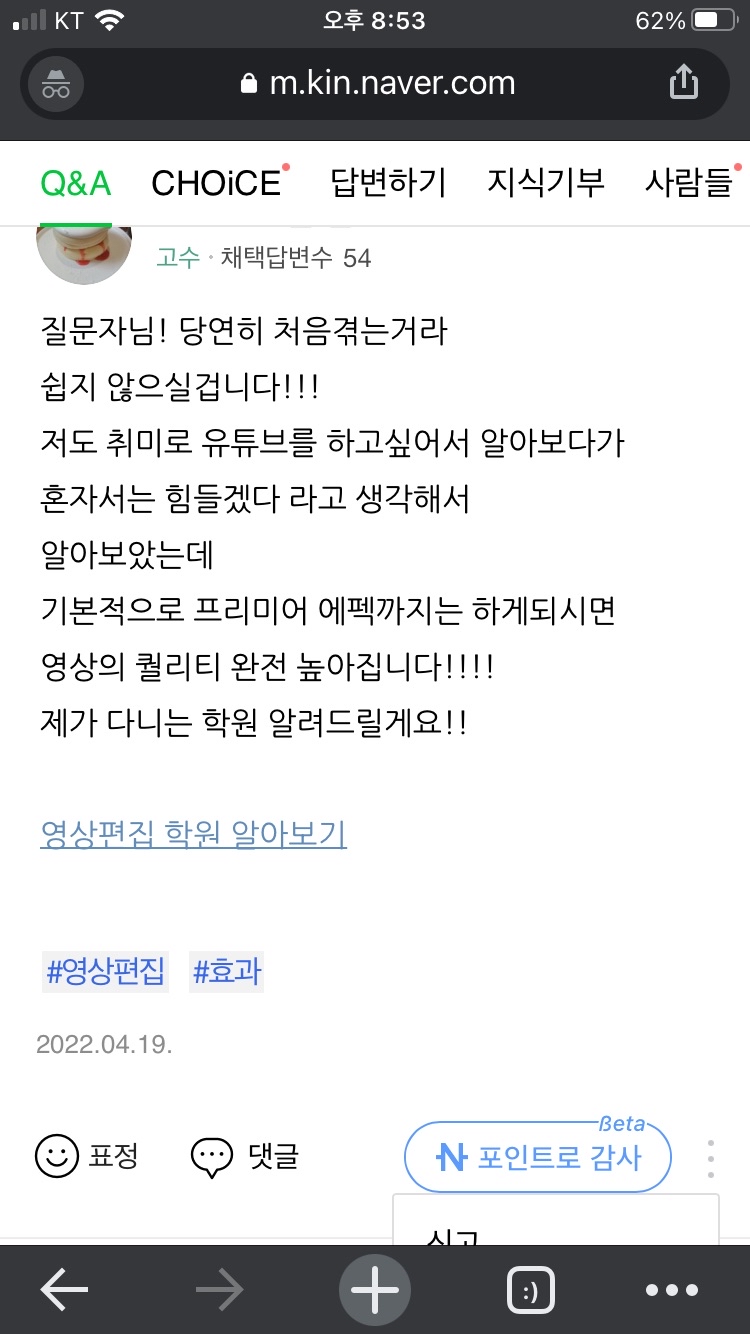 KT 오후 8:53 62%
m.kin.naver.com
Q&A CHOiCE 답변하기 지식기부 사람들
고수 · 채택답변수 54
질문자님! 당연히 처음겪는거라
쉽지 않으실겁니다!!!
저도 취미로 유튜브를 하고싶어서 알아보다가
혼자서는 힘들겠다 라고 생각해서
알아보았는데
기본적으로 프리미어 에펙까지는 하게되시면
영상의 퀄리티 완전 높아집니다!!!!
제가 다니는 학원 알려드릴게요!!
영상편집 학원 알아보기
#영상편집 #효과
2022.04.19.
표정 댓글 N 포인트로 감사 ßeta
신고
:)